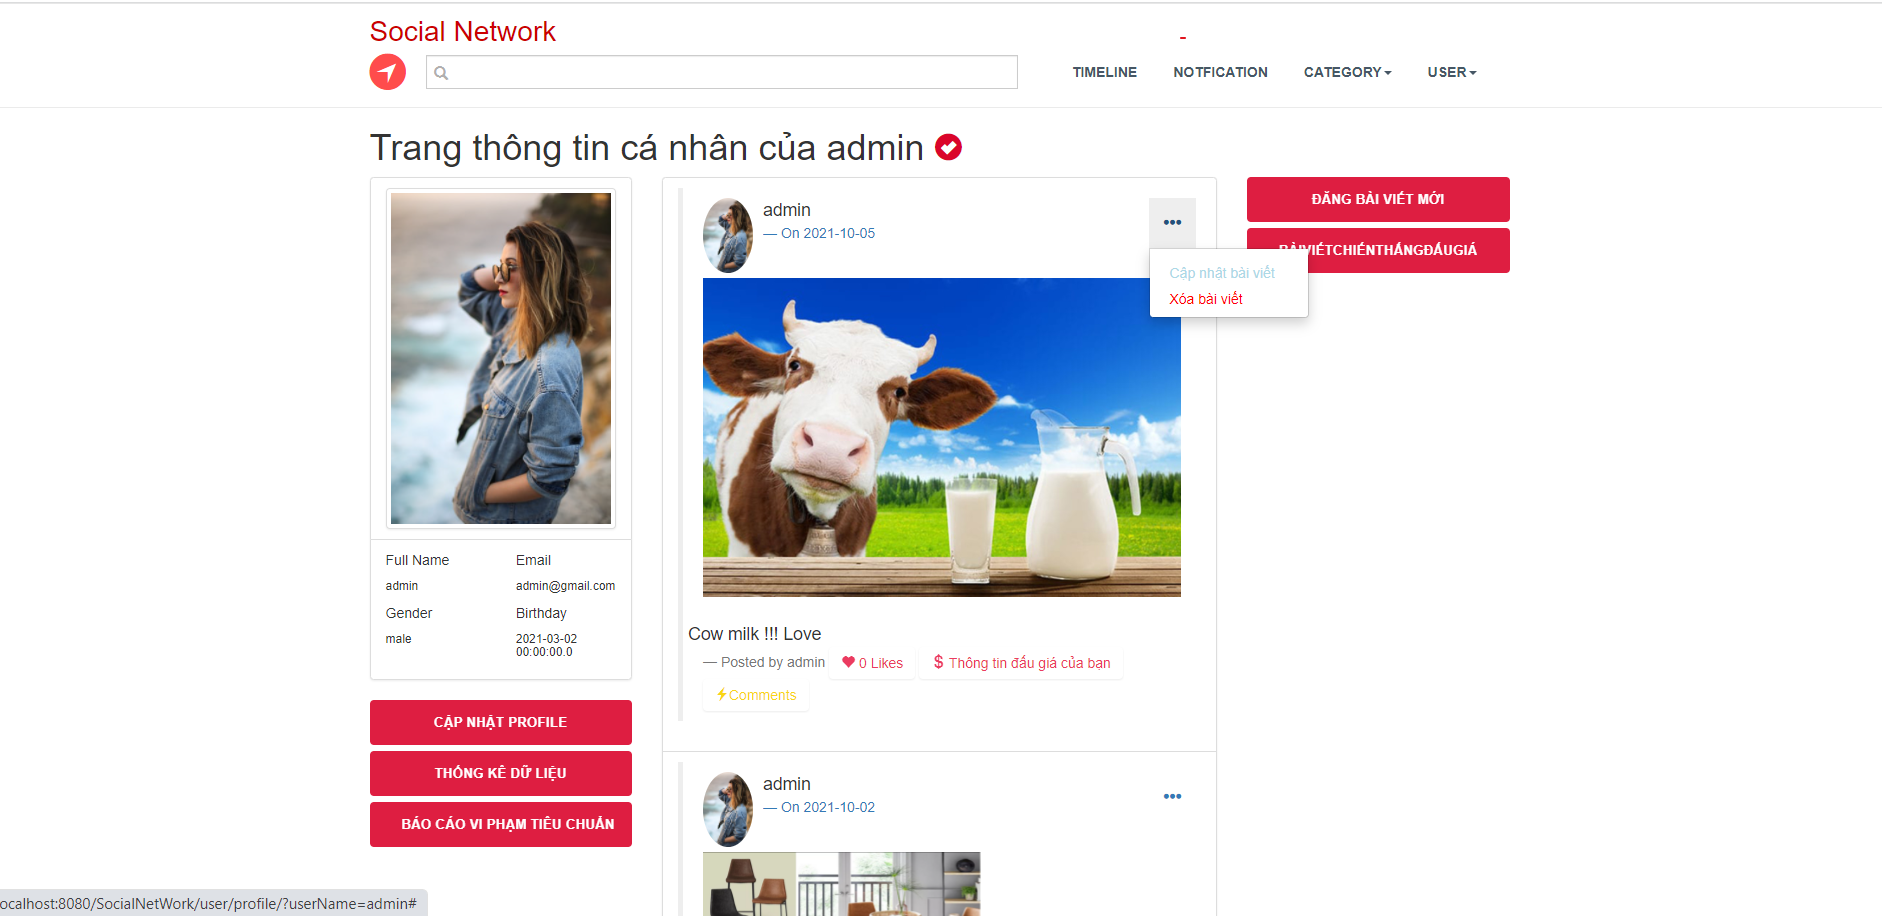 Social Network
-
TIMELINE NOTFICATION CATEGORY USER
Trang thông tin cá nhân của admin
Full Name Email
admin admin@gmail.com
Gender Birthday
male 2021-03-02
00:00:00.0
CẬP NHẬT PROFILE
THỐNG KÊ DỮ LIỆU
BÁO CÁO VI PHẠM TIÊU CHUẨN
admin
— On 2021-10-05
•••
Cập nhật bài viết
Xóa bài viết
Cow milk !!! Love
— Posted by admin 0 Likes $ Thông tin đấu giá của bạn
Comments
admin
— On 2021-10-02
•••
ĐĂNG BÀI VIẾT MỚI
BÀIVIẾTCHIẾNTHẮNGĐẤUGIÁ
ocalhost:8080/SocialNetWork/user/profile/?userName=admin#